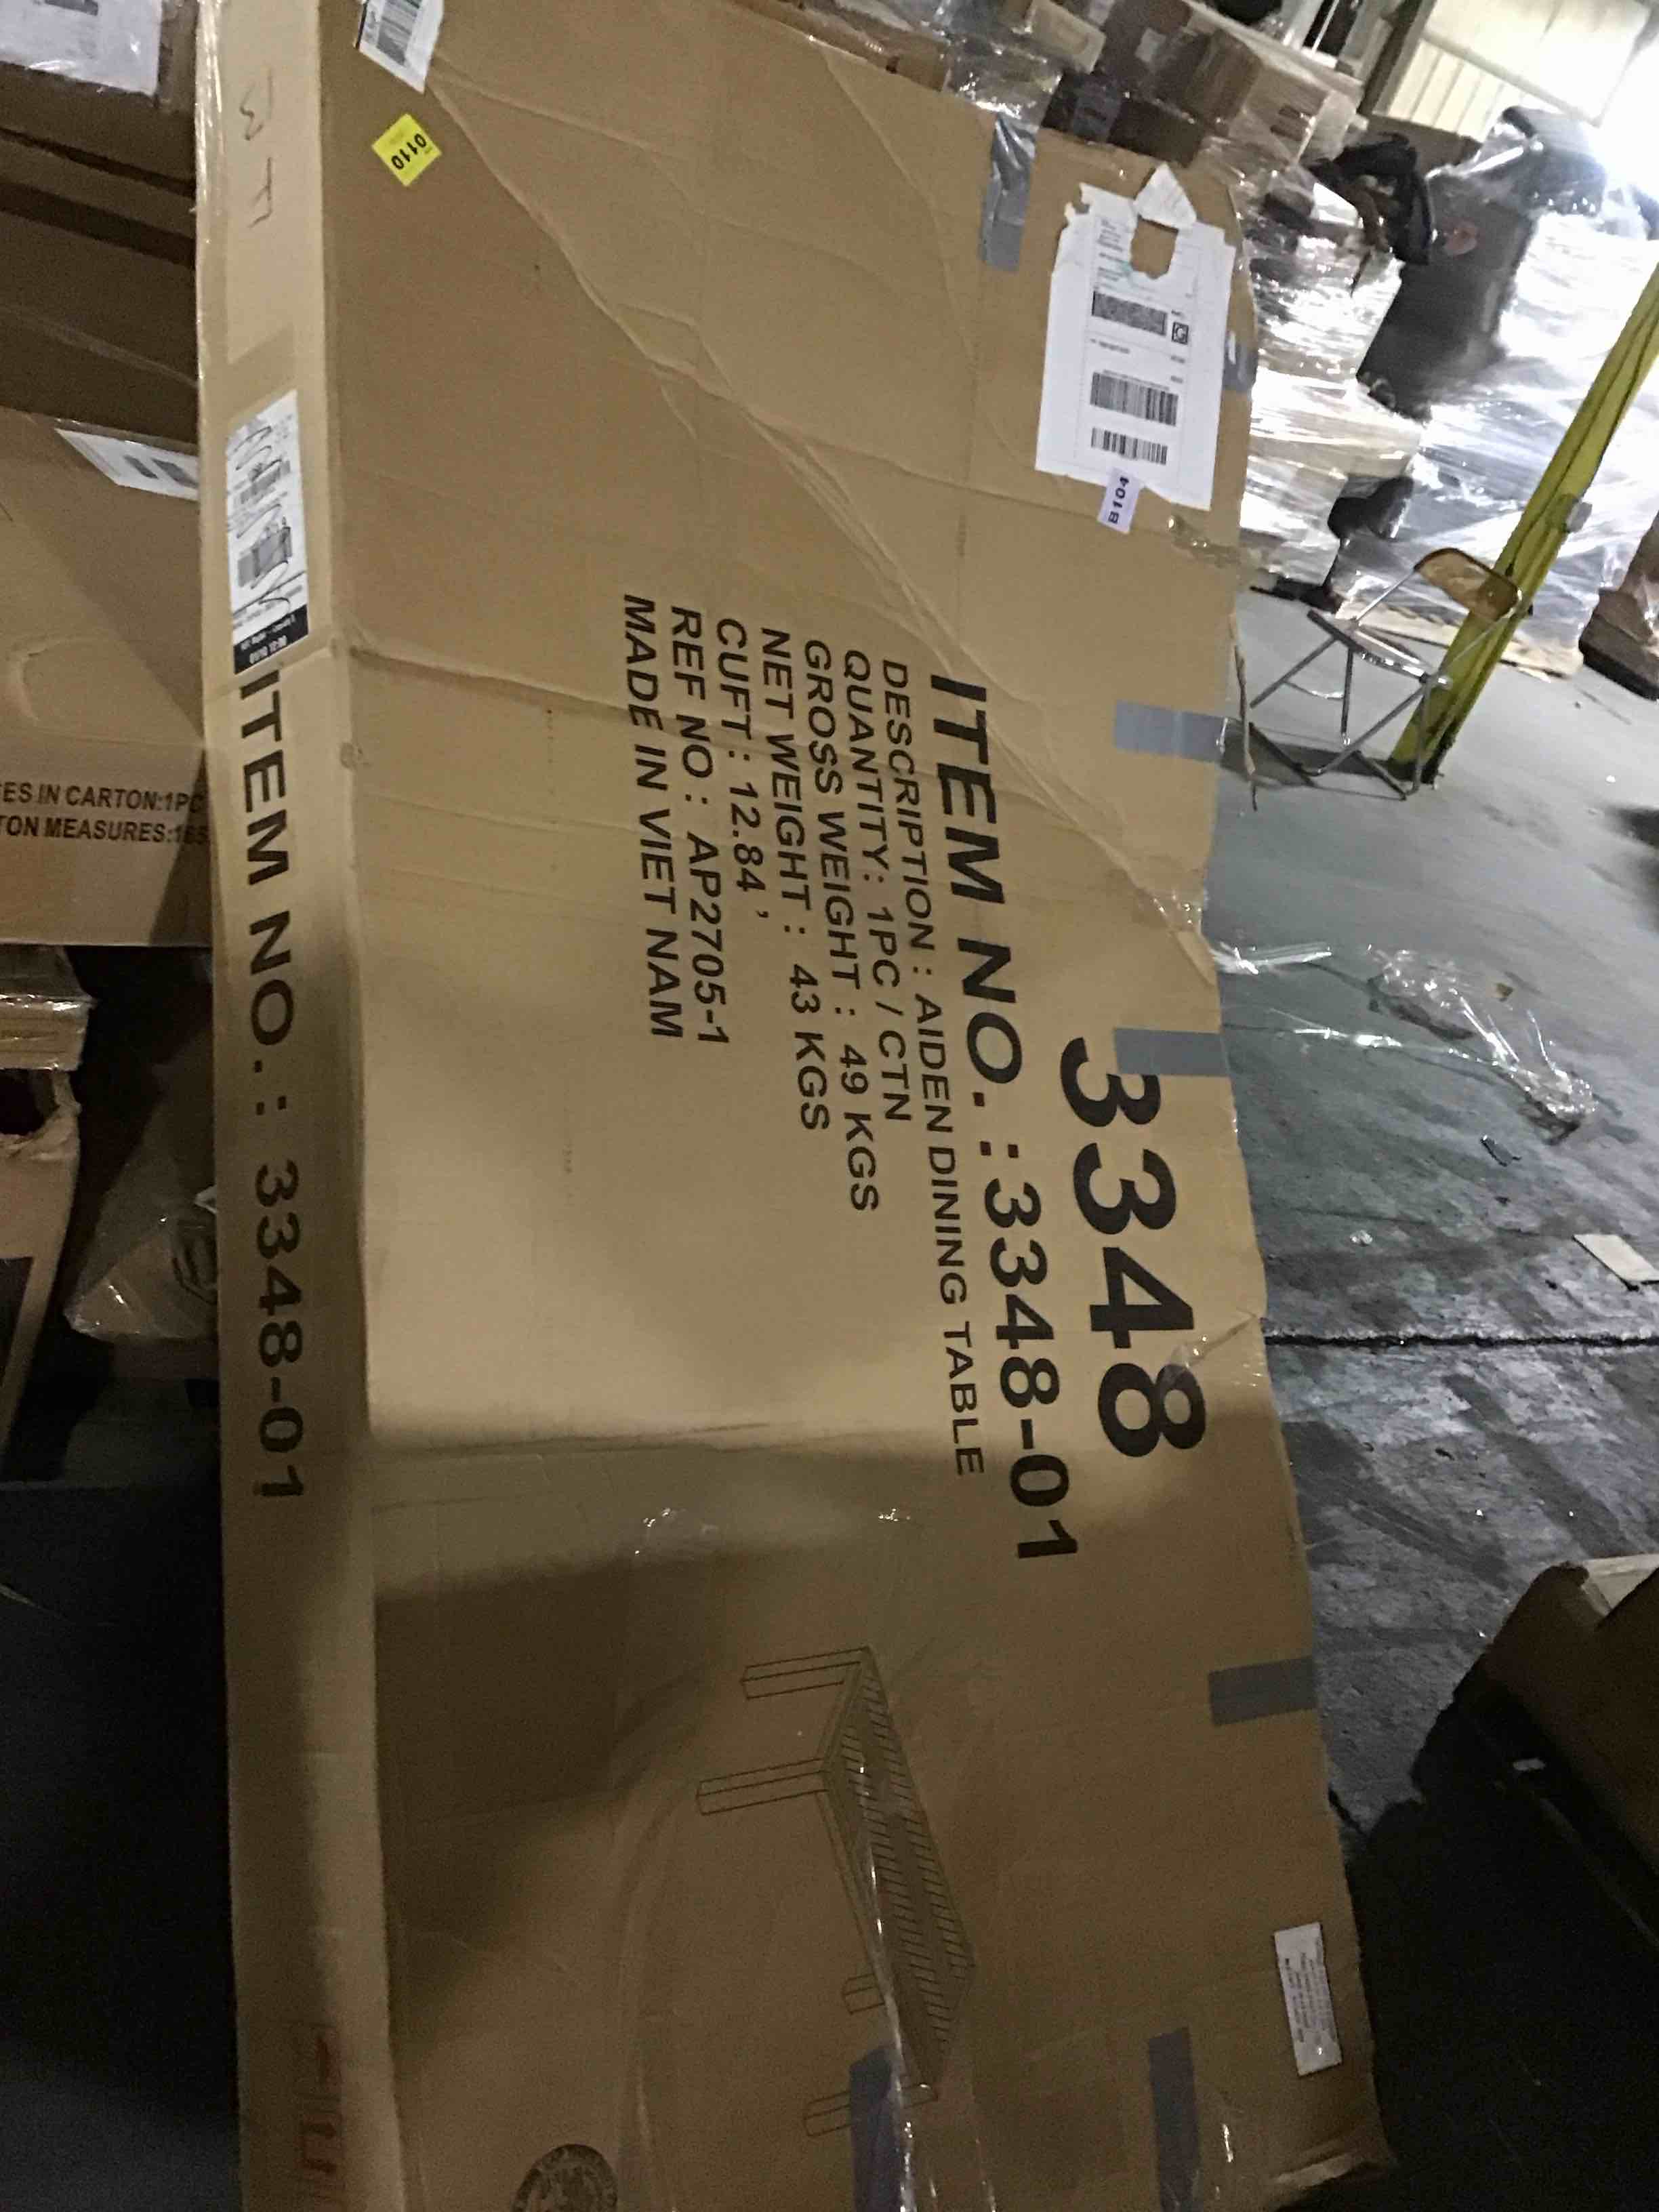 3348
ITEM NO. : 3348-01
DESCRIPTION : AIDEN DINING TABLE
QUANTITY: 1PC / CTN
GROSS WEIGHT : 49 KGS
NET WEIGHT : 43 KGS
CUFT : 12.84 '
REF NO : AP2705-1
MADE IN VIET NAM
ITEM NO. : 3348-01
0110
B104
ES IN CARTON:1PC
TON MEASURES: